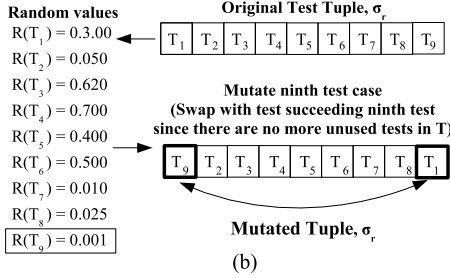 Random values
R(T1) = 0.3.00
R(T2) = 0.050
R(T3) = 0.620
R(T4) = 0.700
R(T5) = 0.400
R(T6) = 0.500
R(T7) = 0.010
R(T8) = 0.025
R(T9) = 0.001
Original Test Tuple, σr
T1 T2 T3 T4 T5 T6 T7 T8 T9
Mutate ninth test case
(Swap with test succeeding ninth test
since there are no more unused tests in T)
T9 T2 T3 T4 T5 T6 T7 T8 T1
Mutated Tuple, σr
(b)